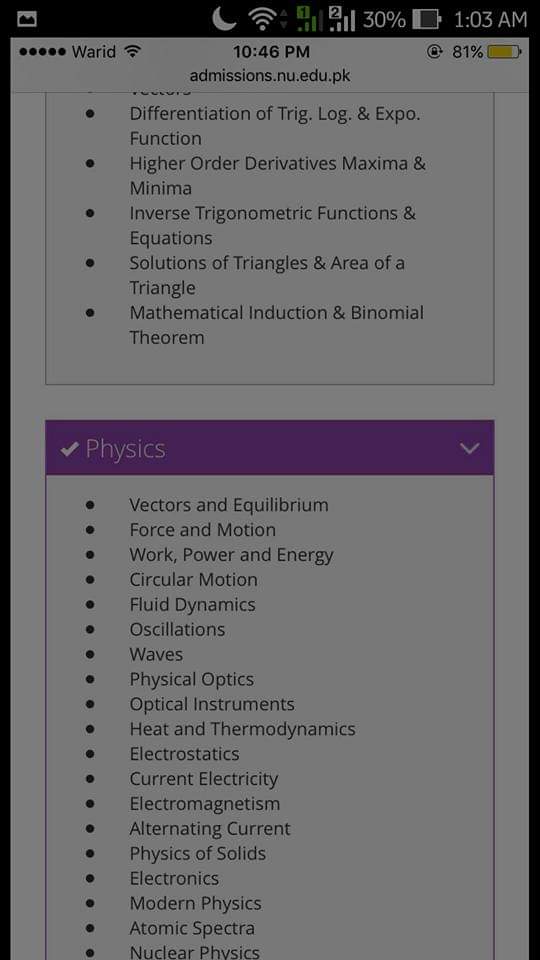 1 2 30% 1:03 AM
Warid 10:46 PM 81%
admissions.nu.edu.pk
Vectors
Differentiation of Trig. Log. & Expo.
Function
Higher Order Derivatives Maxima &
Minima
Inverse Trigonometric Functions &
Equations
Solutions of Triangles & Area of a
Triangle
Mathematical Induction & Binomial
Theorem
Physics
Vectors and Equilibrium
Force and Motion
Work, Power and Energy
Circular Motion
Fluid Dynamics
Oscillations
Waves
Physical Optics
Optical Instruments
Heat and Thermodynamics
Electrostatics
Current Electricity
Electromagnetism
Alternating Current
Physics of Solids
Electronics
Modern Physics
Atomic Spectra
Nuclear Physics